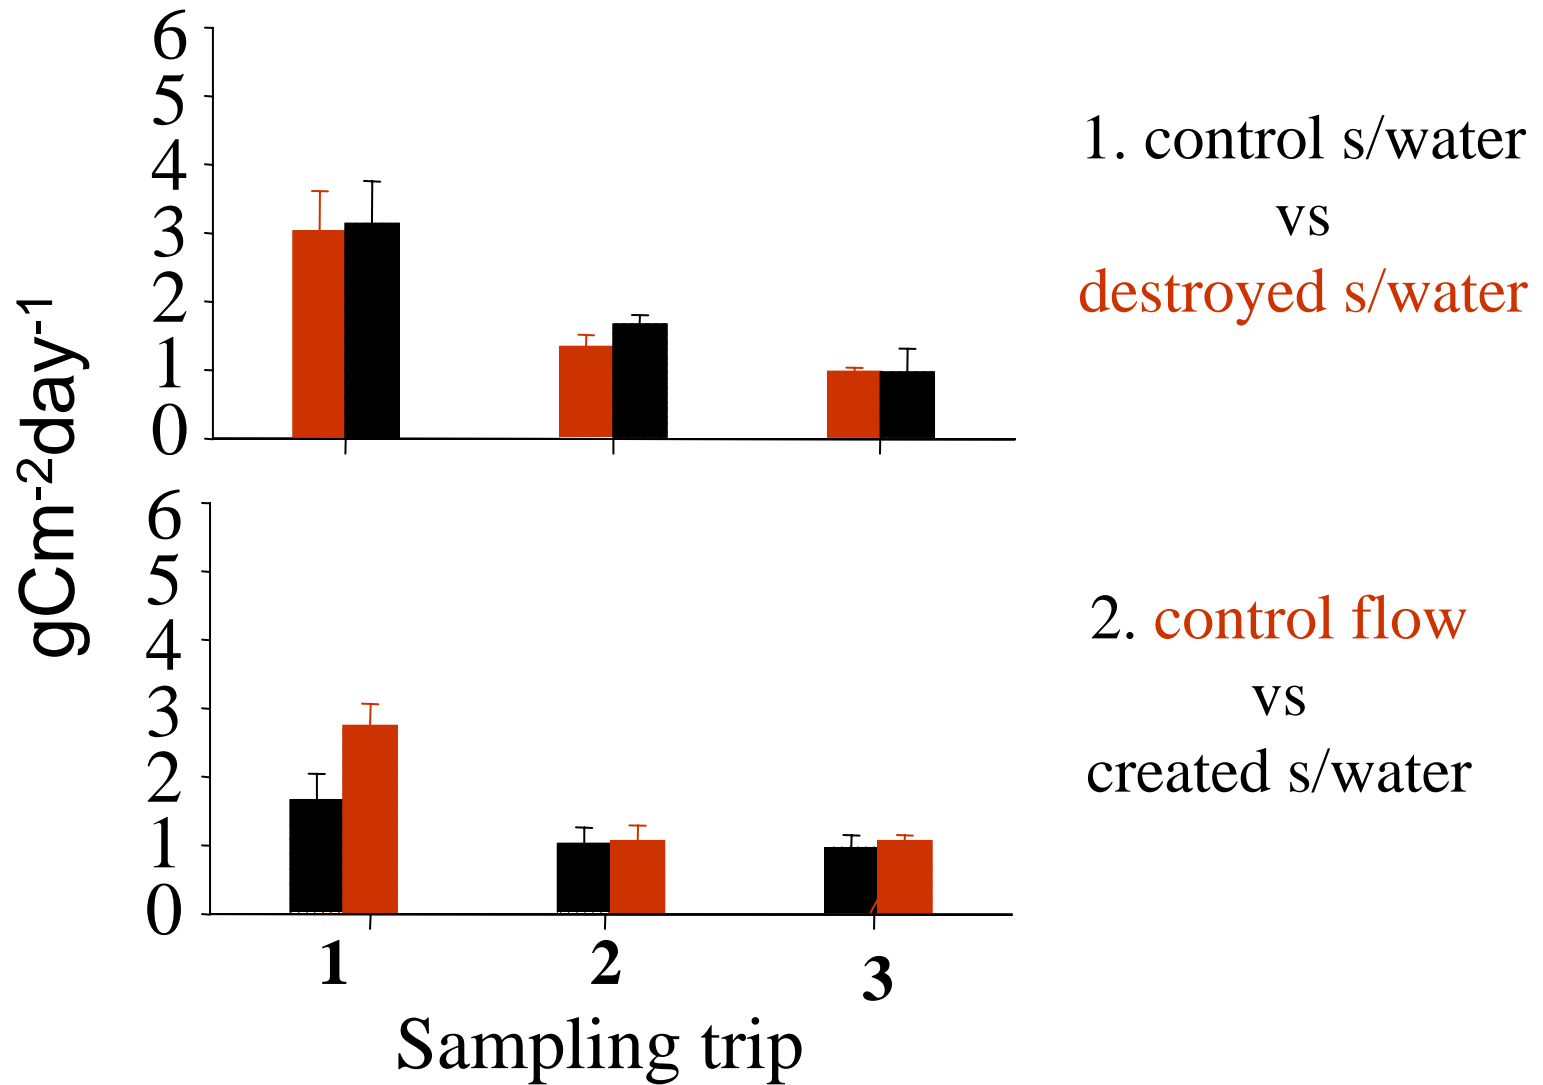 gCm-2day-1
6
5
4
3
2
1
0
1. control s/water
vs
destroyed s/water
6
5
4
3
2
1
0
2. control flow
vs
created s/water
1 2 3
Sampling trip